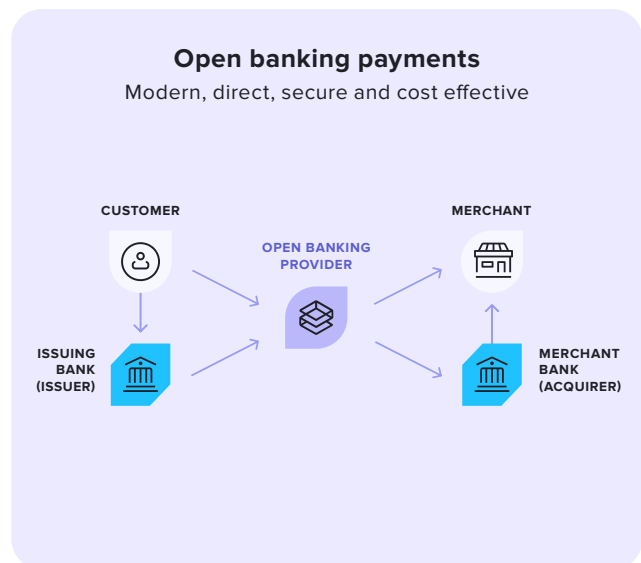 Open banking payments
Modern, direct, secure and cost effective
CUSTOMER
MERCHANT
OPEN BANKING
PROVIDER
ISSUING
BANK
(ISSUER)
MERCHANT
BANK
(ACQUIRER)